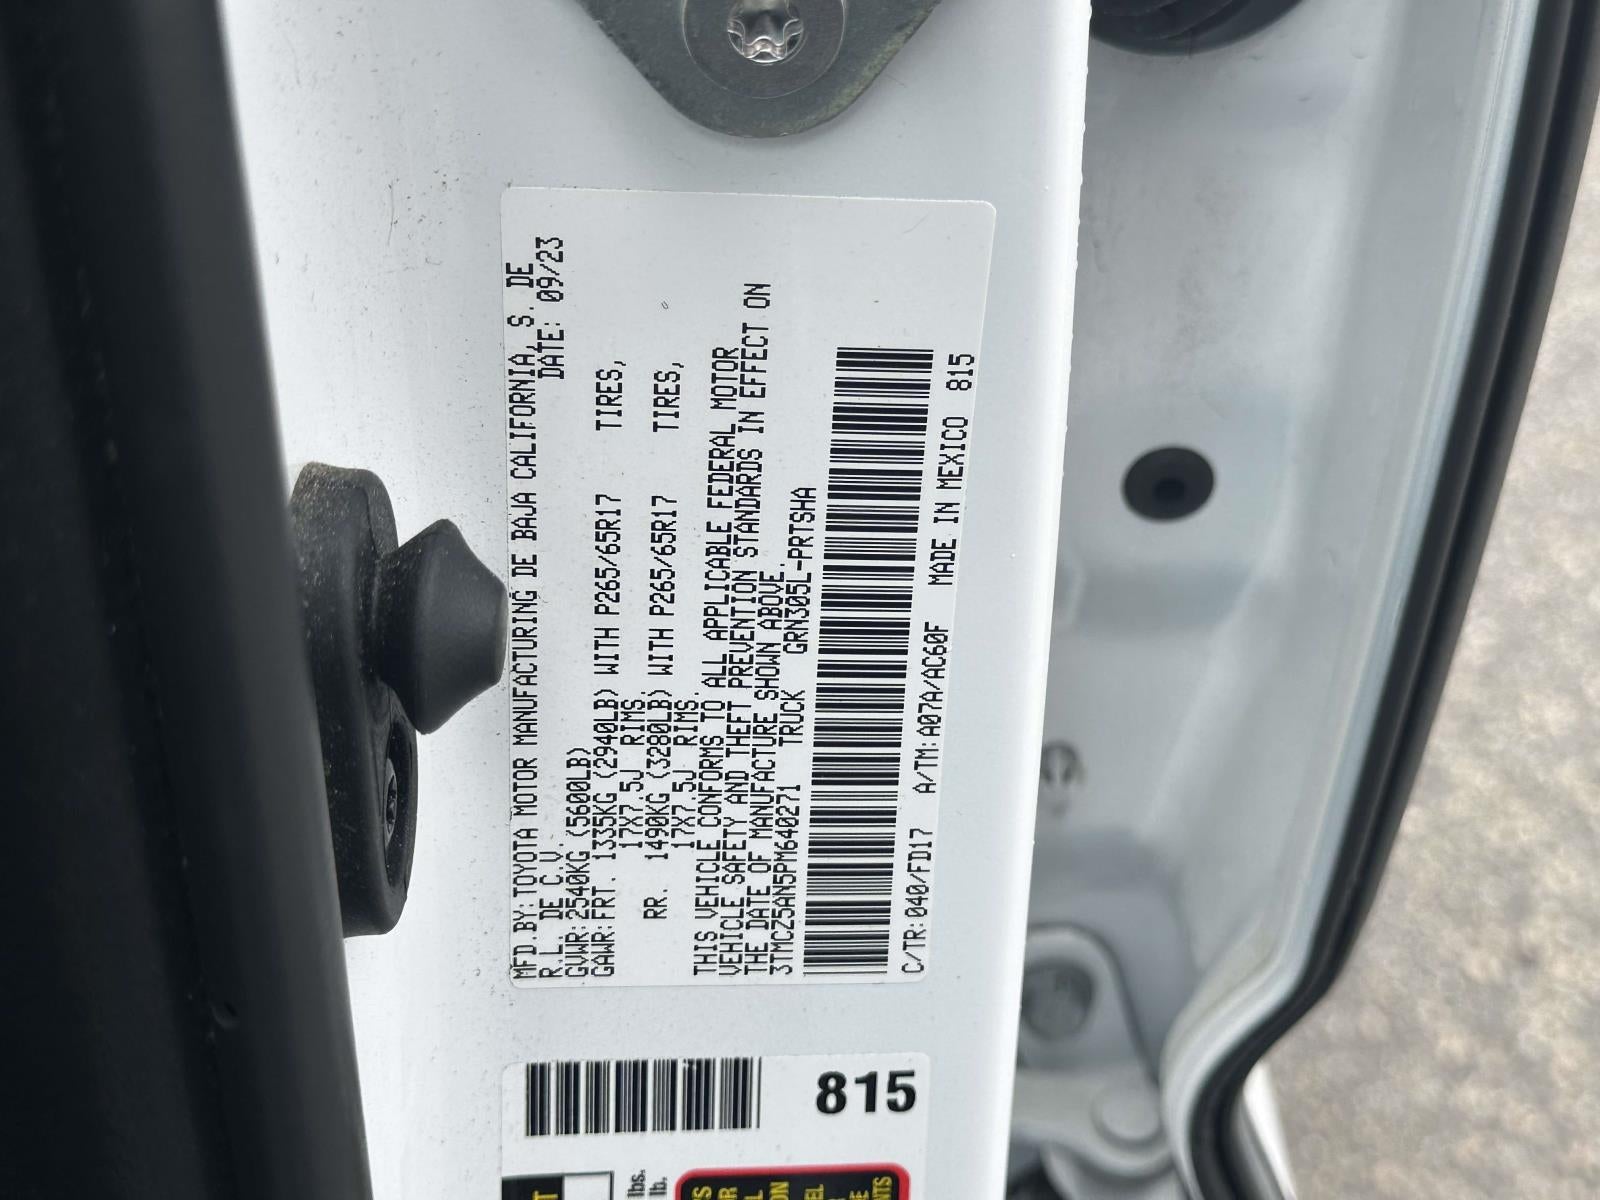 MFD.BY:TOYOTA MOTOR MANUFACTURING DE BAJA CALIFORNIA, S. DE
R.L. DE C.V. DATE: 09/23
GVWR:2540KG (5600LB)
GAWR:FRT. 1335KG (2940LB) WITH P265/65R17 TIRES,
17X7.5J RIMS.
RR. 1490KG (3280LB) WITH P265/65R17 TIRES,
17X7.5J RIMS.
THIS VEHICLE CONFORMS TO ALL APPLICABLE FEDERAL MOTOR
VEHICLE SAFETY AND THEFT PREVENTION STANDARDS IN EFFECT ON
THE DATE OF MANUFACTURE SHOWN ABOVE.
3TMCZ5AN5PM640271 TRUCK GRN305L-PRTSHA
C/TR:040/FD17 A/TM:A07A/AC60F MADE IN MEXICO 815
815
lbs.
lb.